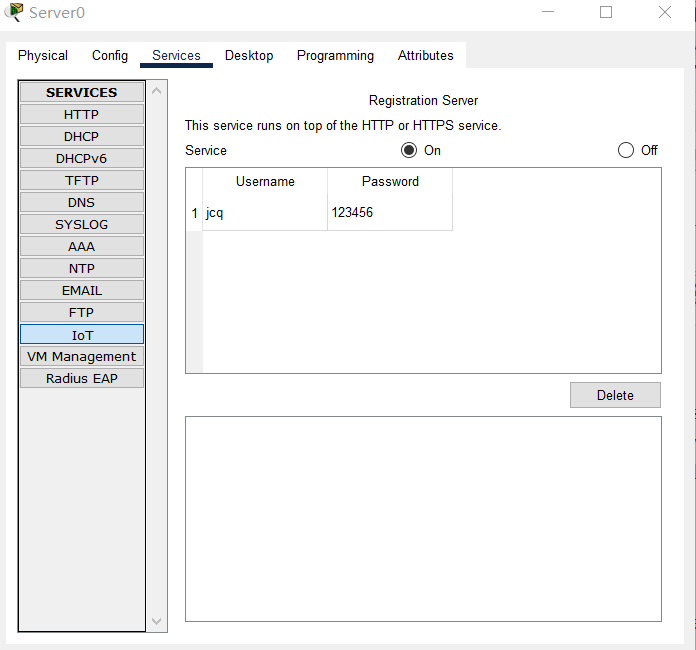 Server0
Physical Config Services Desktop Programming Attributes
SERVICES
HTTP
DHCP
DHCPv6
TFTP
DNS
SYSLOG
AAA
NTP
EMAIL
FTP
IoT
VM Management
Radius EAP
Registration Server
This service runs on top of the HTTP or HTTPS service.
Service On Off
Username Password
1 jcq 123456
Delete